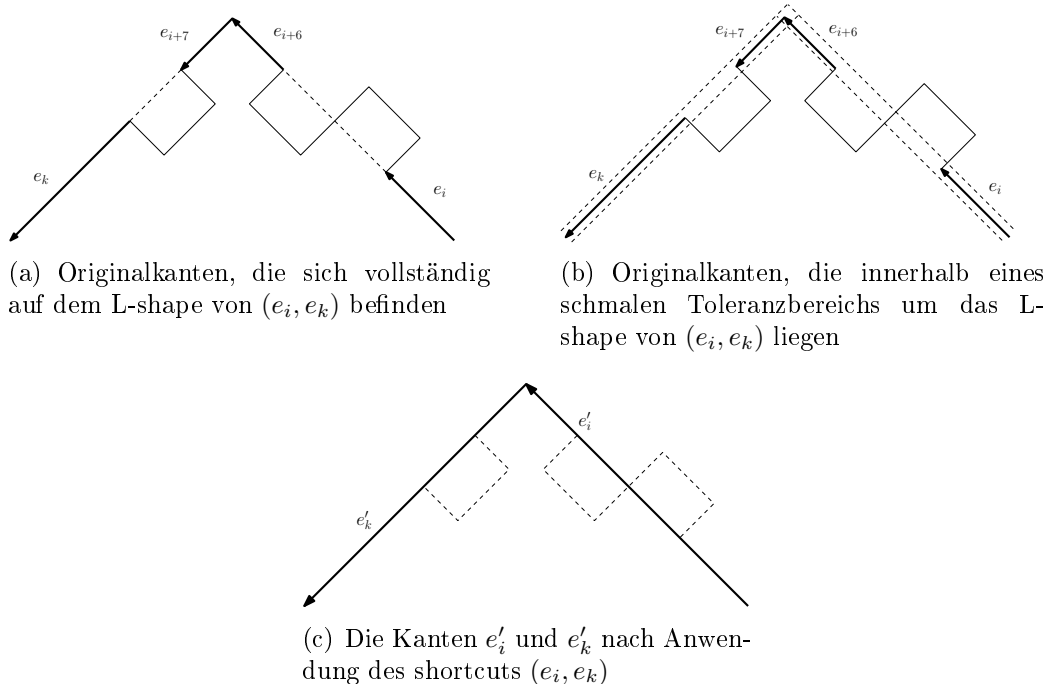 e_{i+7}
e_{i+6}
e_k
e_i
(a) Originalkanten, die sich vollständig
auf dem L-shape von (e_i, e_k) befinden
e_{i+7}
e_{i+6}
e_k
e_i
(b) Originalkanten, die innerhalb eines
schmalen Toleranzbereichs um das L-
shape von (e_i, e_k) liegen
e'_i
e'_k
(c) Die Kanten e'_i und e'_k nach Anwen-
dung des shortcuts (e_i, e_k)